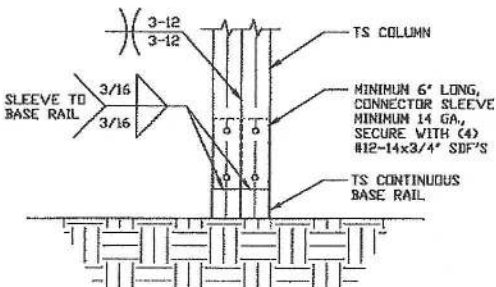 3-12
3-12
TS COLUMN
3/16
3/16
SLEEVE TO
BASE RAIL
MINIMUM 6" LONG,
CONNECTOR SLEEVE
MINIMUM 14 GA.,
SECURE WITH (4)
#12-14x3/4" SDF'S
TS CONTINUOUS
BASE RAIL